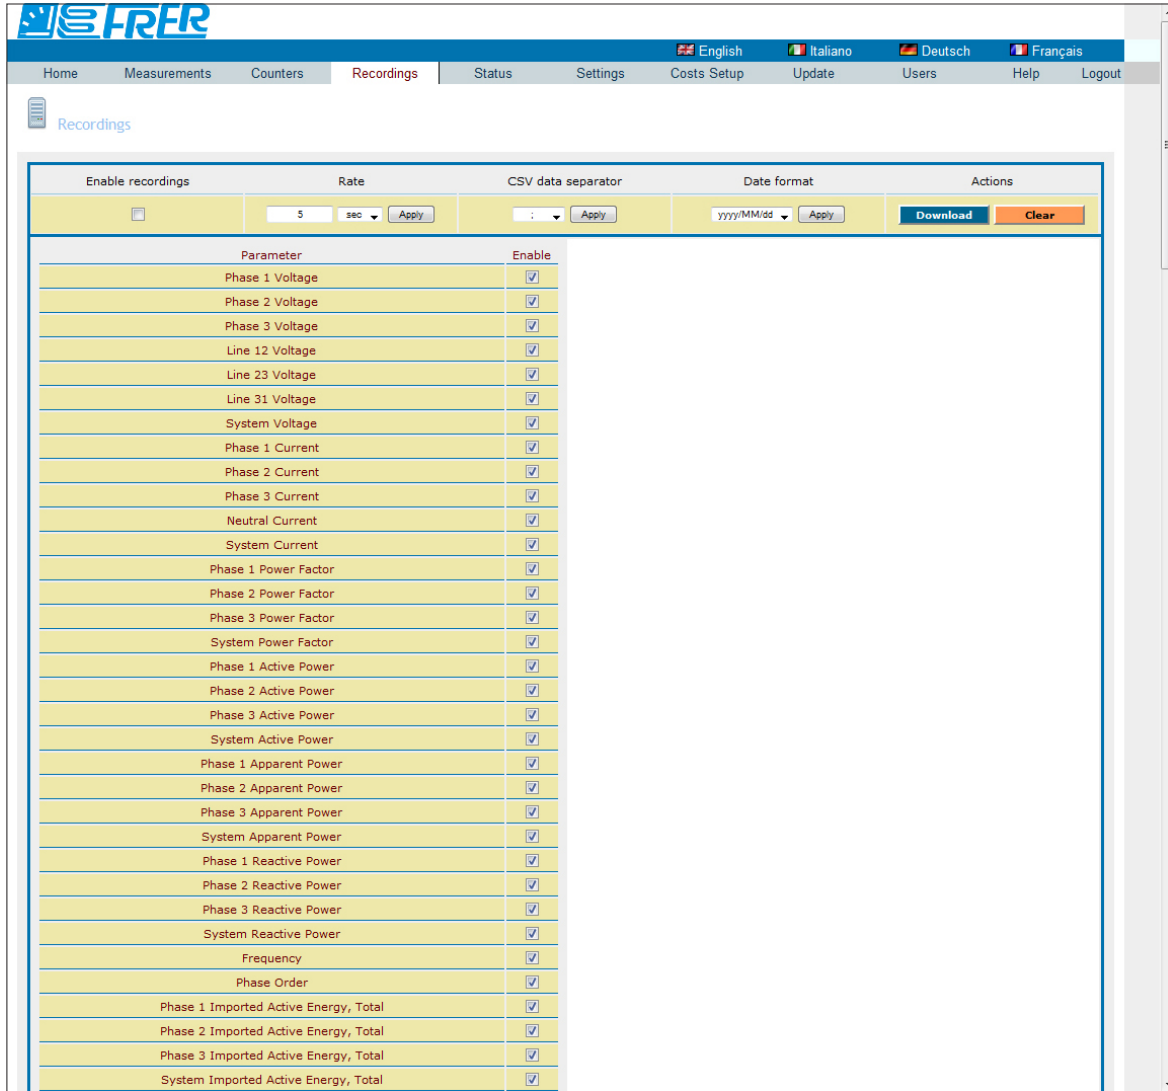 FRER
English Italiano Deutsch Français
Home Measurements Counters Recordings Status Settings Costs Setup Update Users Help Logout
Recordings
Enable recordings Rate CSV data separator Date format Actions
5 sec Apply ; Apply yyyy/MM/dd Apply Download Clear
Parameter Enable
Phase 1 Voltage
Phase 2 Voltage
Phase 3 Voltage
Line 12 Voltage
Line 23 Voltage
Line 31 Voltage
System Voltage
Phase 1 Current
Phase 2 Current
Phase 3 Current
Neutral Current
System Current
Phase 1 Power Factor
Phase 2 Power Factor
Phase 3 Power Factor
System Power Factor
Phase 1 Active Power
Phase 2 Active Power
Phase 3 Active Power
System Active Power
Phase 1 Apparent Power
Phase 2 Apparent Power
Phase 3 Apparent Power
System Apparent Power
Phase 1 Reactive Power
Phase 2 Reactive Power
Phase 3 Reactive Power
System Reactive Power
Frequency
Phase Order
Phase 1 Imported Active Energy, Total
Phase 2 Imported Active Energy, Total
Phase 3 Imported Active Energy, Total
System Imported Active Energy, Total